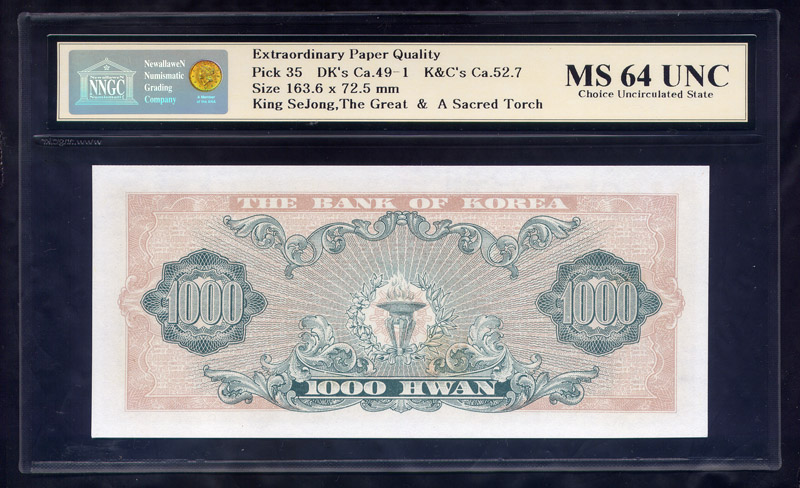 NewallaweN
Numismatic
Grading
Company
NNGC
Extraordinary Paper Quality
Pick 35 DK's Ca.49-1 K&C's Ca.52.7
Size 163.6 x 72.5 mm
King SeJong,The Great & A Sacred Torch
MS 64 UNC
Choice Uncirculated State
THE BANK OF KOREA
1000
1000
1000 HWAN